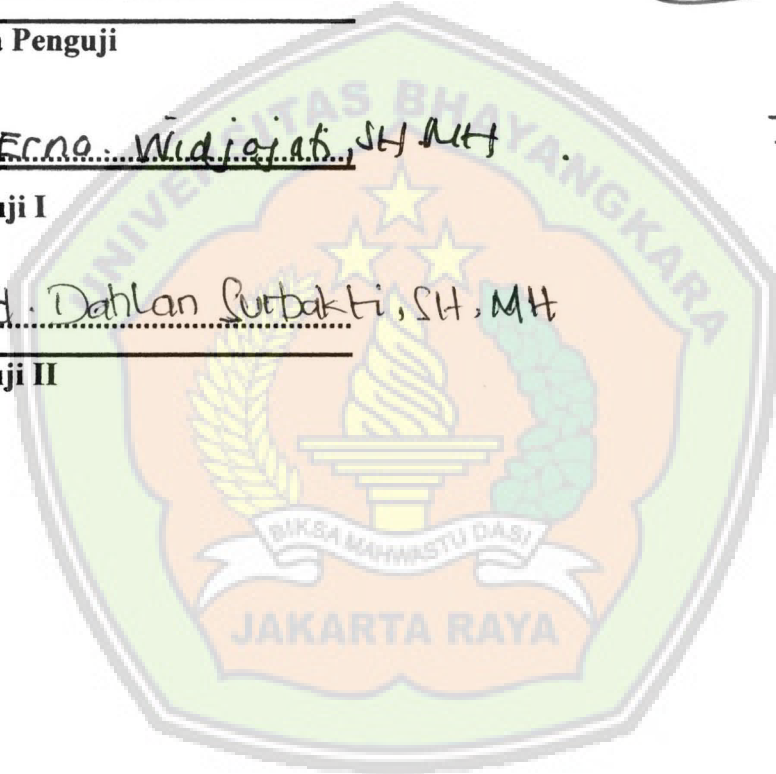 Penguji
Erna Widjajati, SH MH
uji I
Dahlan Surbakti, SH, MH
uji II
UNIVERSITAS BHAYANGKARA
BIKSA MAHWASTU DASI
JAKARTA RAYA